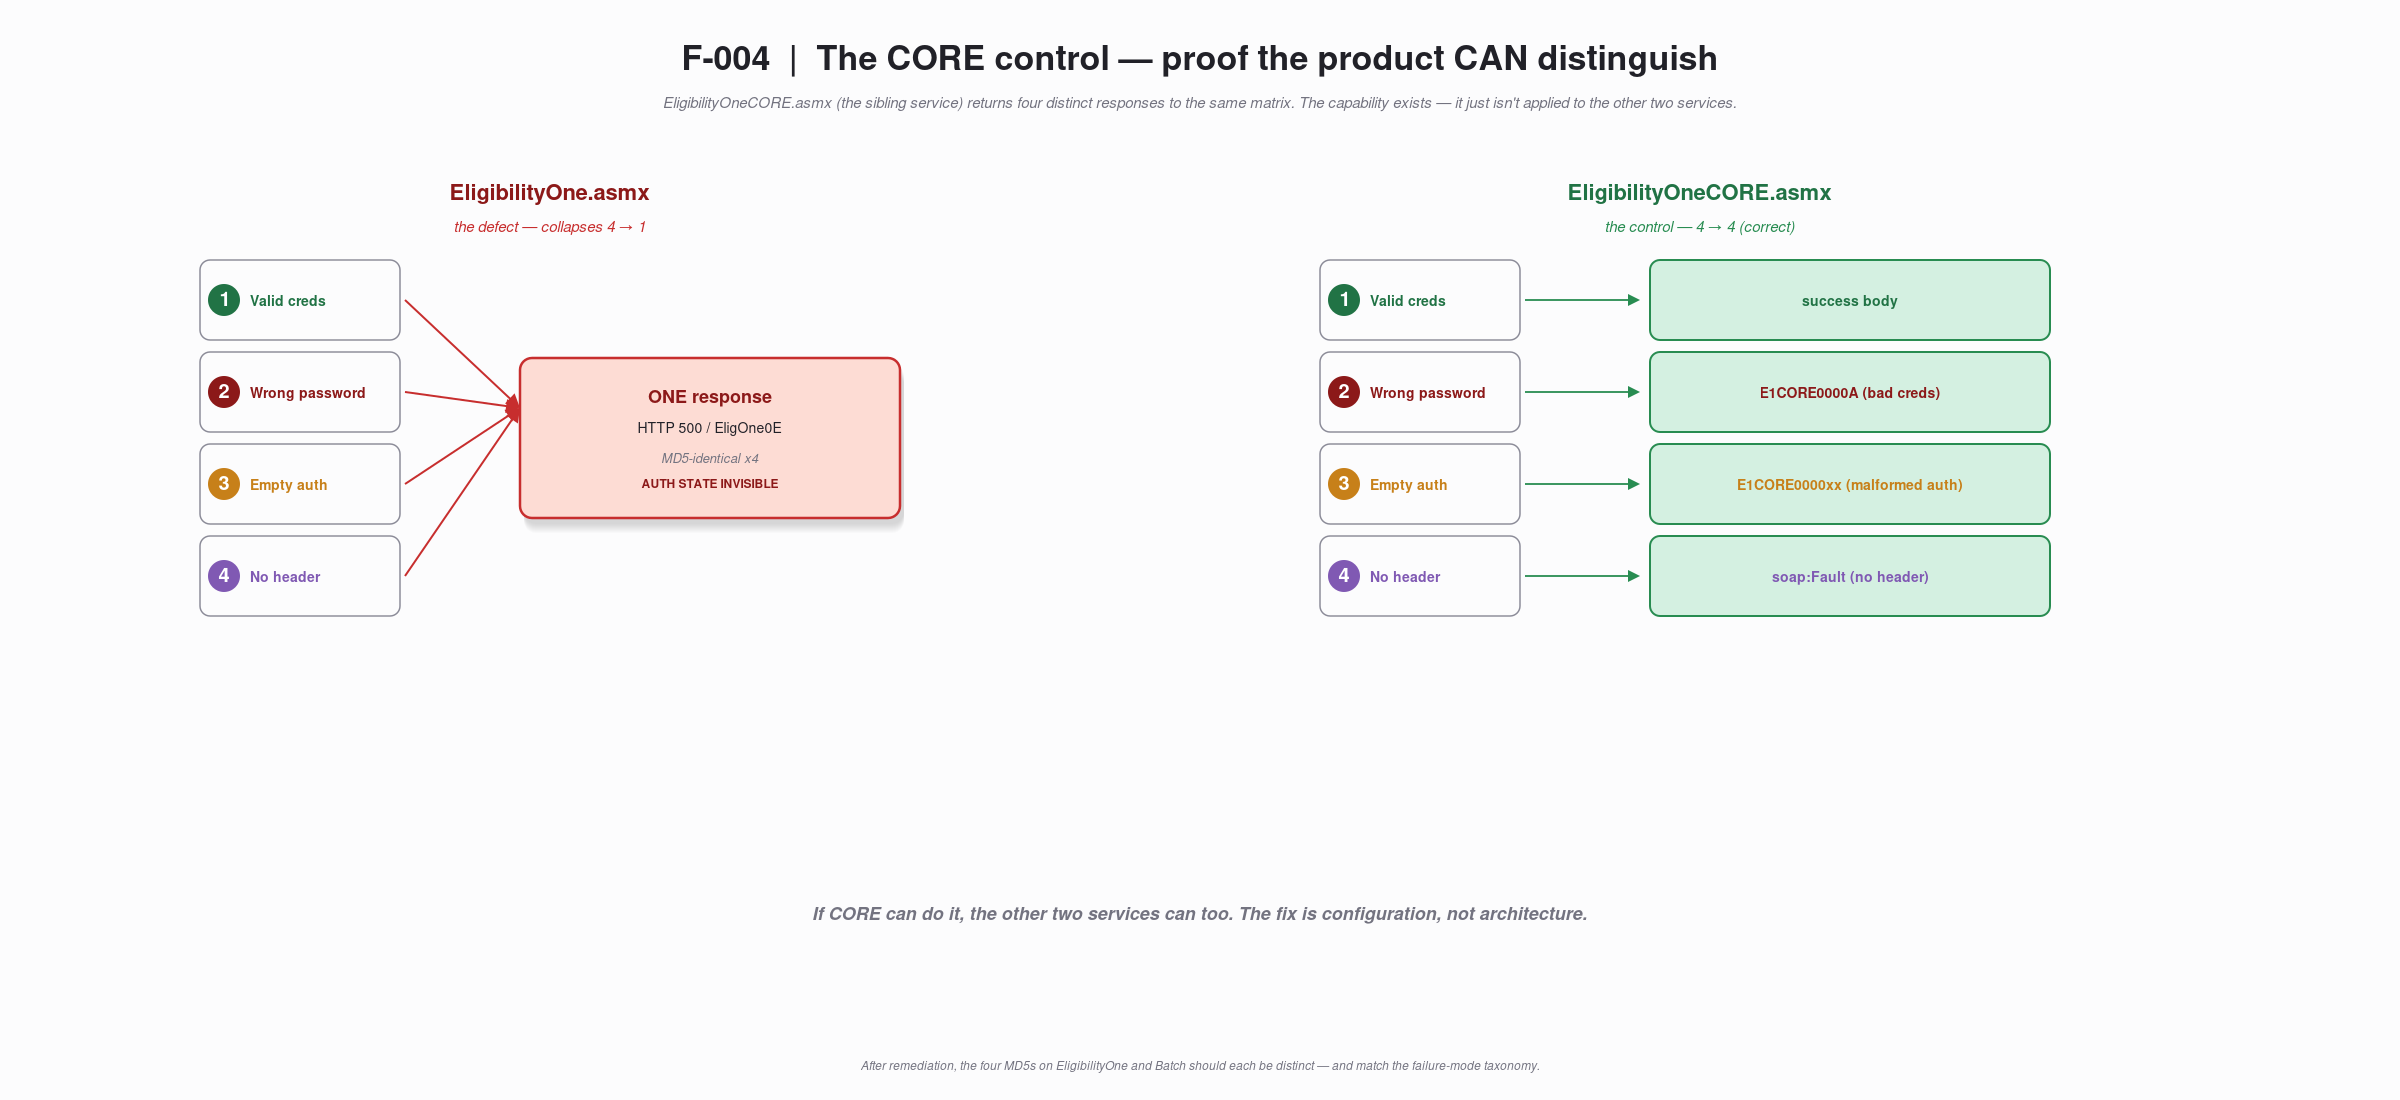 F-004 | The CORE control — proof the product CAN distinguish
EligibilityOneCORE.asmx (the sibling service) returns four distinct responses to the same matrix. The capability exists — it just isn't applied to the other two services.
EligibilityOne.asmx
the defect — collapses 4 → 1
1 Valid creds
2 Wrong password
3 Empty auth
4 No header
ONE response
HTTP 500 / EligOne0E
MD5-identical x4
AUTH STATE INVISIBLE
EligibilityOneCORE.asmx
the control — 4 → 4 (correct)
1 Valid creds
success body
2 Wrong password
E1CORE0000A (bad creds)
3 Empty auth
E1CORE0000xx (malformed auth)
4 No header
soap:Fault (no header)
If CORE can do it, the other two services can too. The fix is configuration, not architecture.
After remediation, the four MD5s on EligibilityOne and Batch should each be distinct — and match the failure-mode taxonomy.